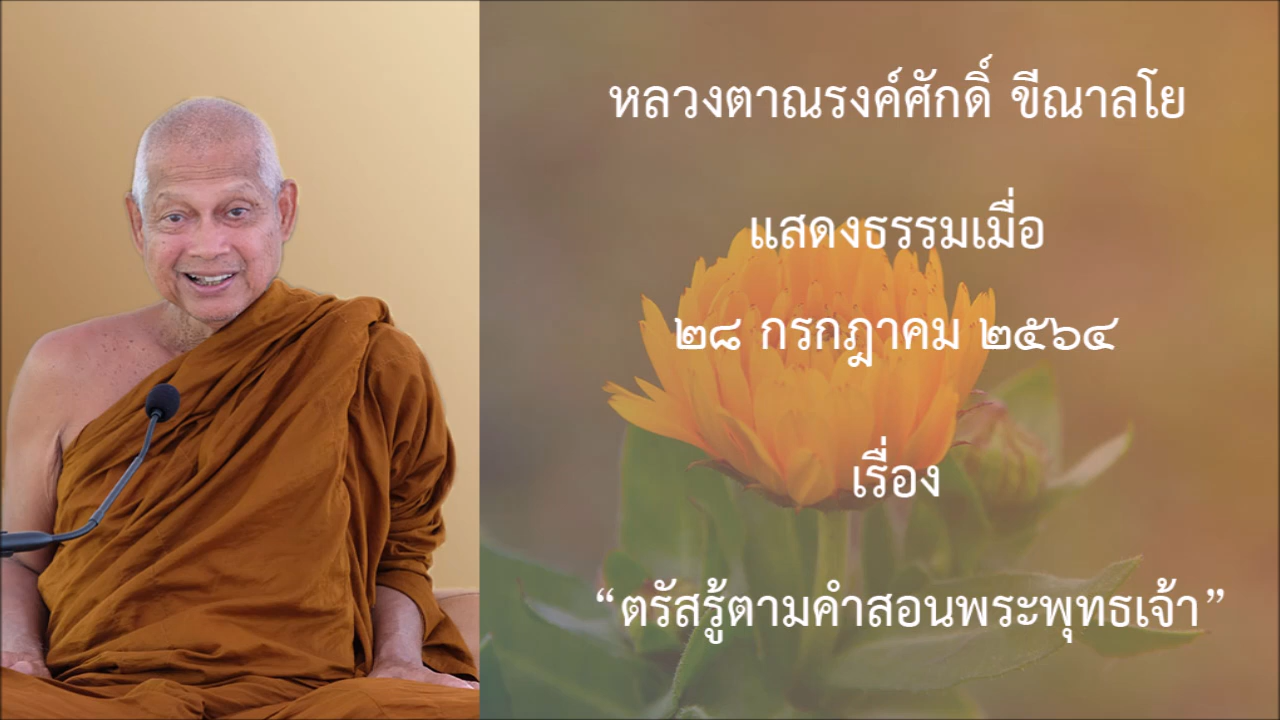 หลวงตาณรงค์ศักดิ์ ขีณาลโย
แสดงธรรมเมื่อ
๒๘ กรกฎาคม ๒๕๖๔
เรื่อง
“ตรัสรู้ตามคำสอนพระพุทธเจ้า”